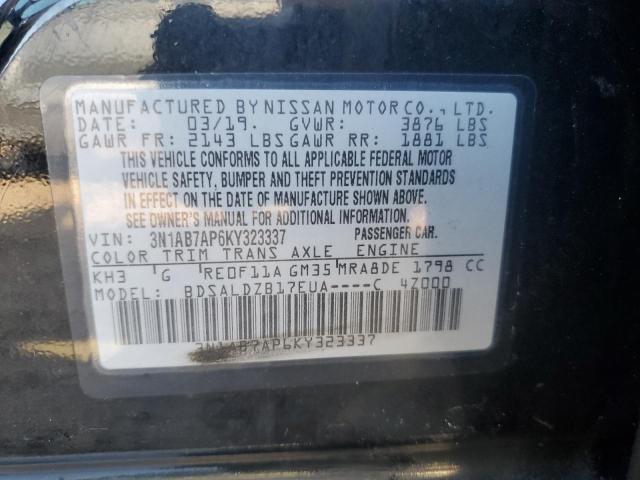 MANUFACTURED BY NISSAN MOTOR CO., LTD.
DATE: 03/19. GVWR: 3876 LBS
GAWR FR: 2143 LBS GAWR RR: 1881 LBS
THIS VEHICLE CONFORMS TO ALL APPLICABLE FEDERAL MOTOR
VEHICLE SAFETY, BUMPER AND THEFT PREVENTION STANDARDS
IN EFFECT ON THE DATE OF MANUFACTURE SHOWN ABOVE.
SEE OWNER'S MANUAL FOR ADDITIONAL INFORMATION
VIN: 3N1AB7AP6KY323337 PASSENGER CAR.
COLOR TRIM TRANS AXLE ENGINE
KH3 G RE0F11A GM35 MRA8DE 1798 CC
MODEL: BDSALDZB17EUA----C 4Z000
3N1AB7AP6KY323337